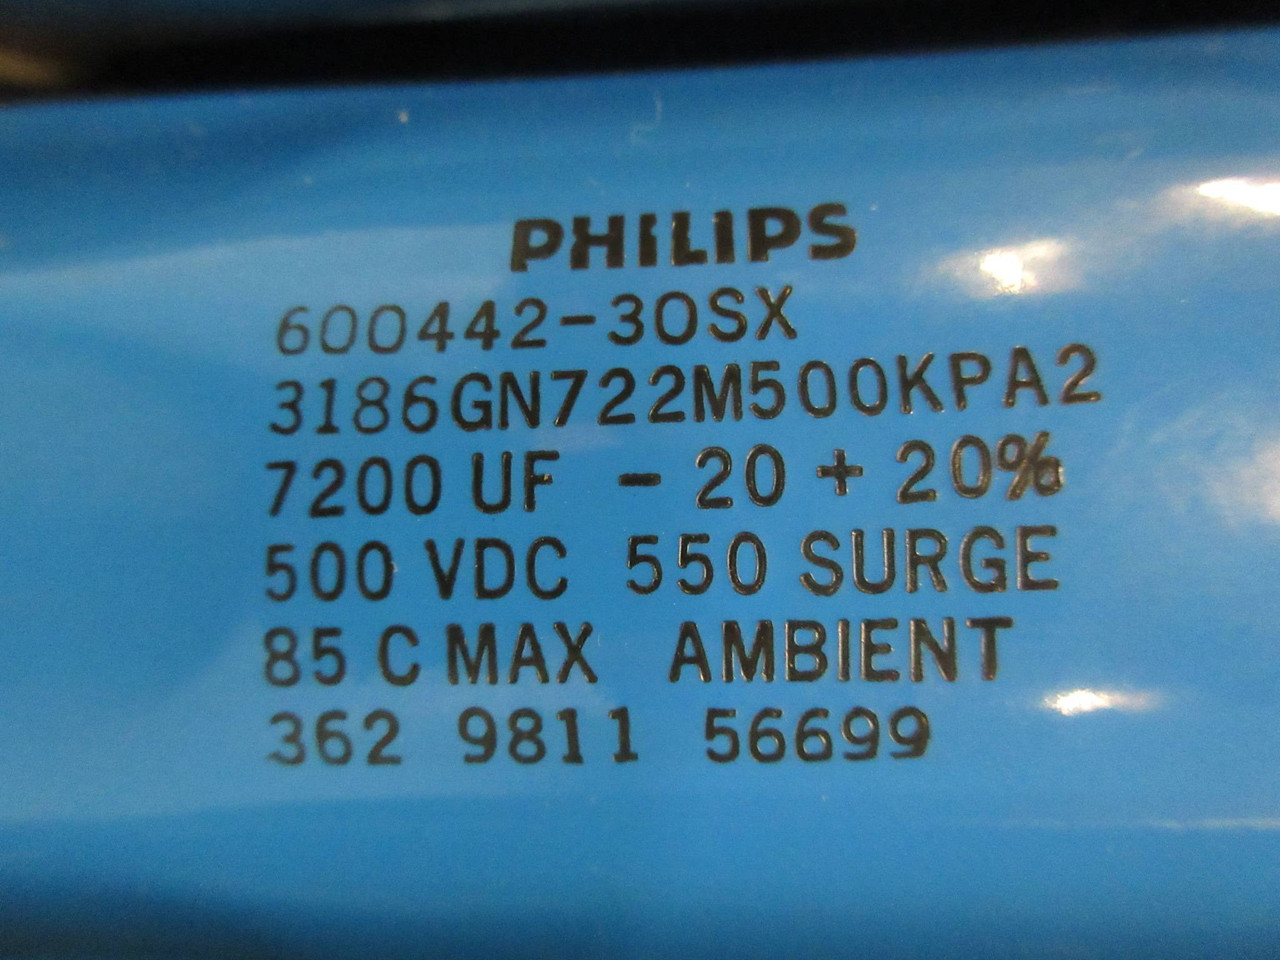 PHILIPS
600442-30SX
3186GN722M500KPA2
7200 UF - 20 + 20%
500 VDC 550 SURGE
85 C MAX AMBIENT
362 9811 56699